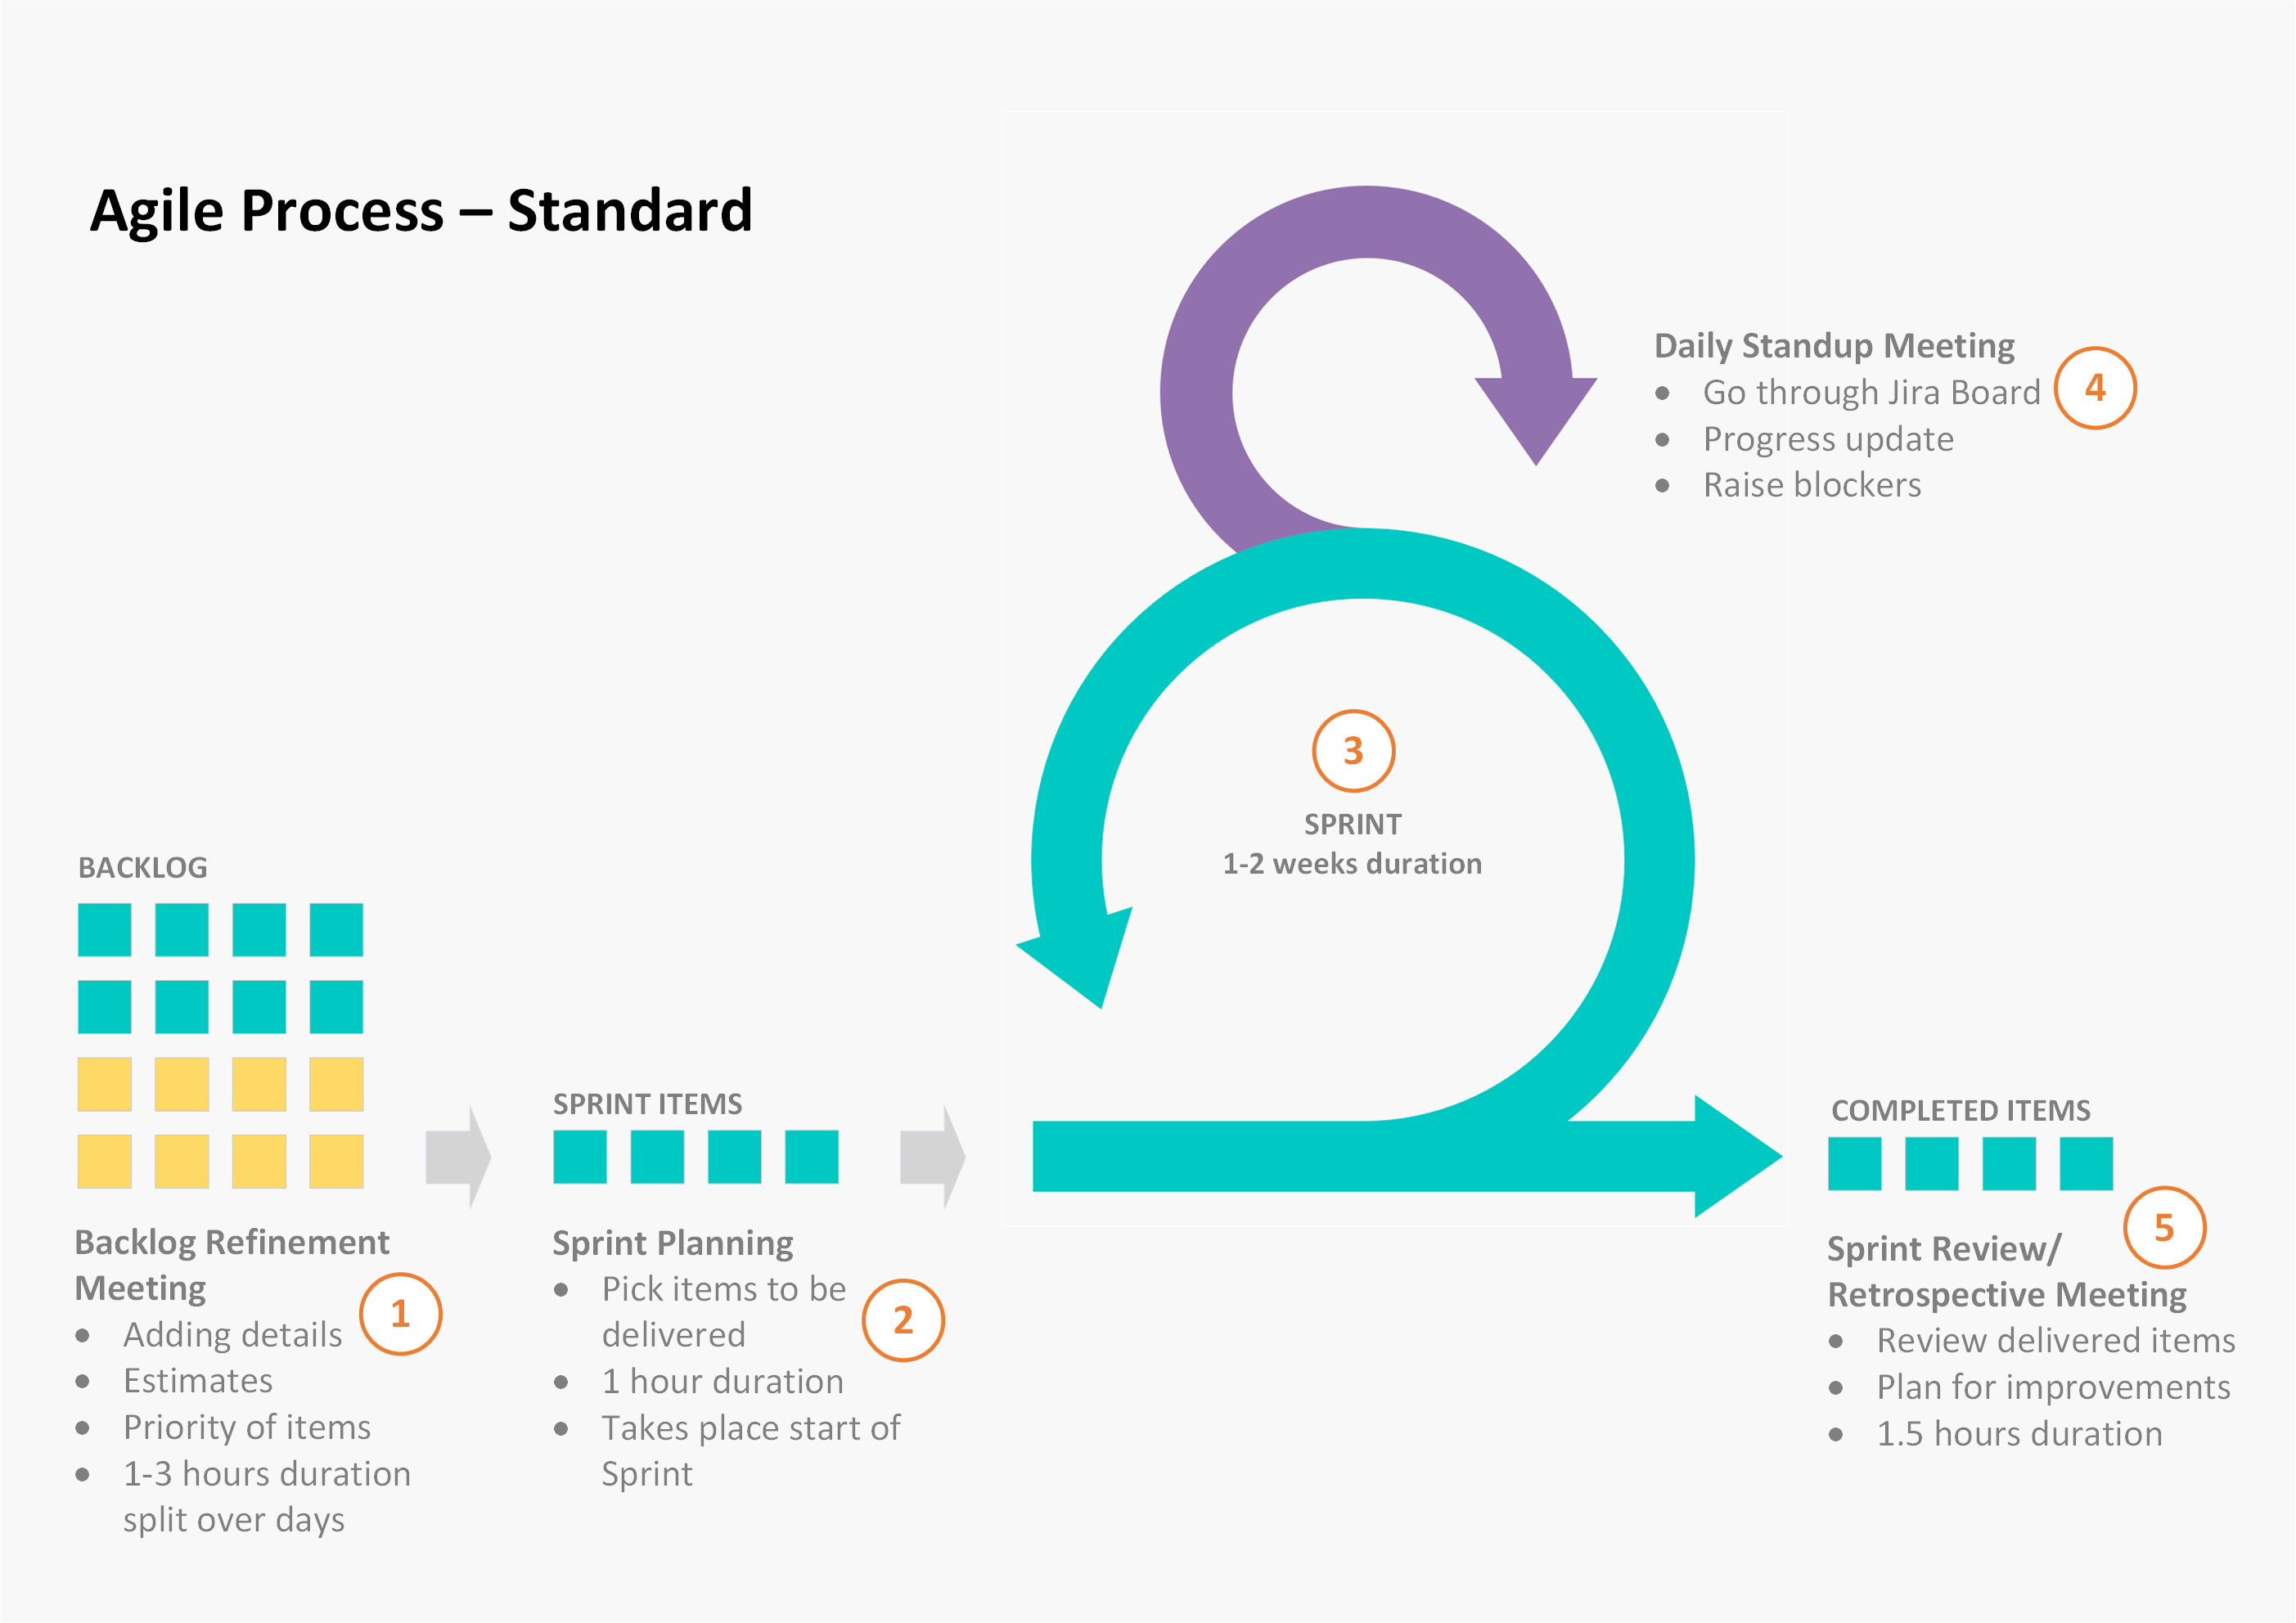 Agile Process – Standard
Daily Standup Meeting
• Go through Jira Board
• Progress update
• Raise blockers
4
3
SPRINT
1-2 weeks duration
BACKLOG
Backlog Refinement
Meeting
1
• Adding details
• Estimates
• Priority of items
• 1-3 hours duration
split over days
SPRINT ITEMS
Sprint Planning
• Pick items to be
delivered
2
• 1 hour duration
• Takes place start of
Sprint
COMPLETED ITEMS
5
Sprint Review/
Retrospective Meeting
• Review delivered items
• Plan for improvements
• 1.5 hours duration